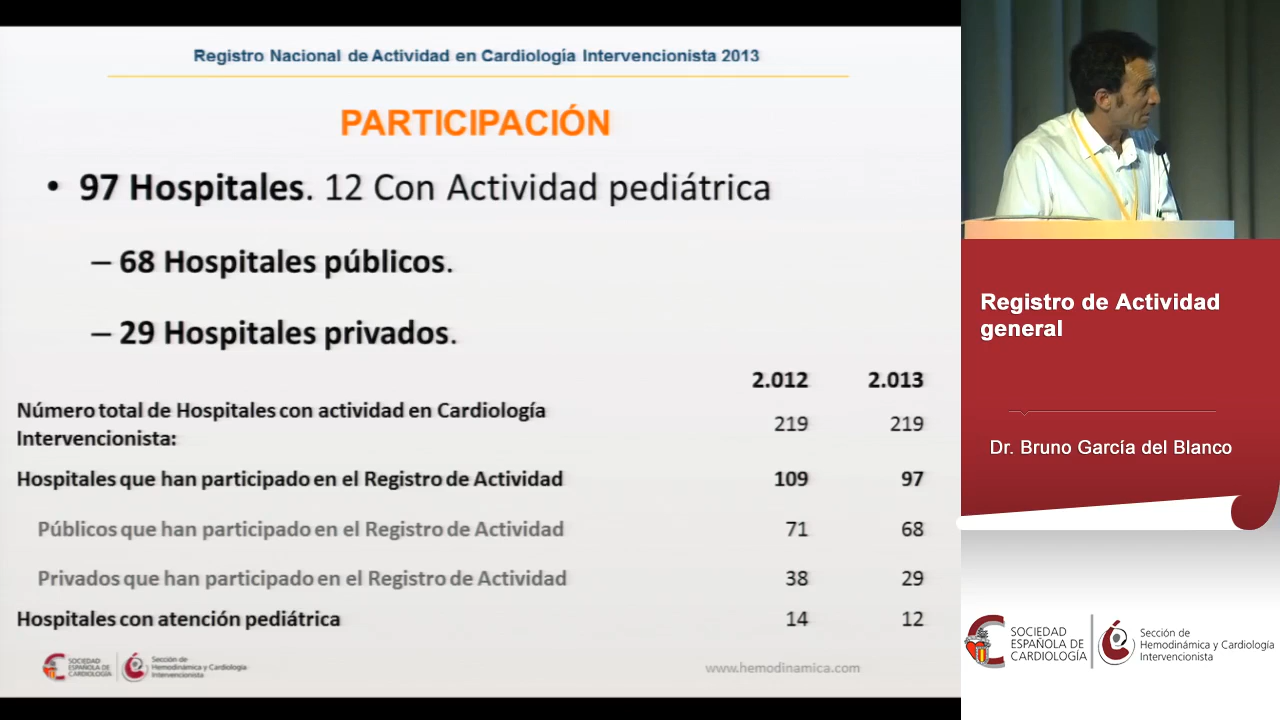 Registro Nacional de Actividad en Cardiología Intervencionista 2013
PARTICIPACIÓN
• 97 Hospitales. 12 Con Actividad pediátrica
– 68 Hospitales públicos.
– 29 Hospitales privados.
2.012 2.013
Número total de Hospitales con actividad en Cardiología
Intervencionista: 219 219
Hospitales que han participado en el Registro de Actividad 109 97
Públicos que han participado en el Registro de Actividad 71 68
Privados que han participado en el Registro de Actividad 38 29
Hospitales con atención pediátrica 14 12
SOCIEDAD
ESPAÑOLA DE
CARDIOLOGÍA
Sección de
Hemodinámica y Cardiología
Intervencionista
www.hemodinamica.com
Registro de Actividad
general
Dr. Bruno García del Blanco
SOCIEDAD
ESPAÑOLA DE
CARDIOLOGÍA
Sección de
Hemodinámica y Cardiología
Intervencionista